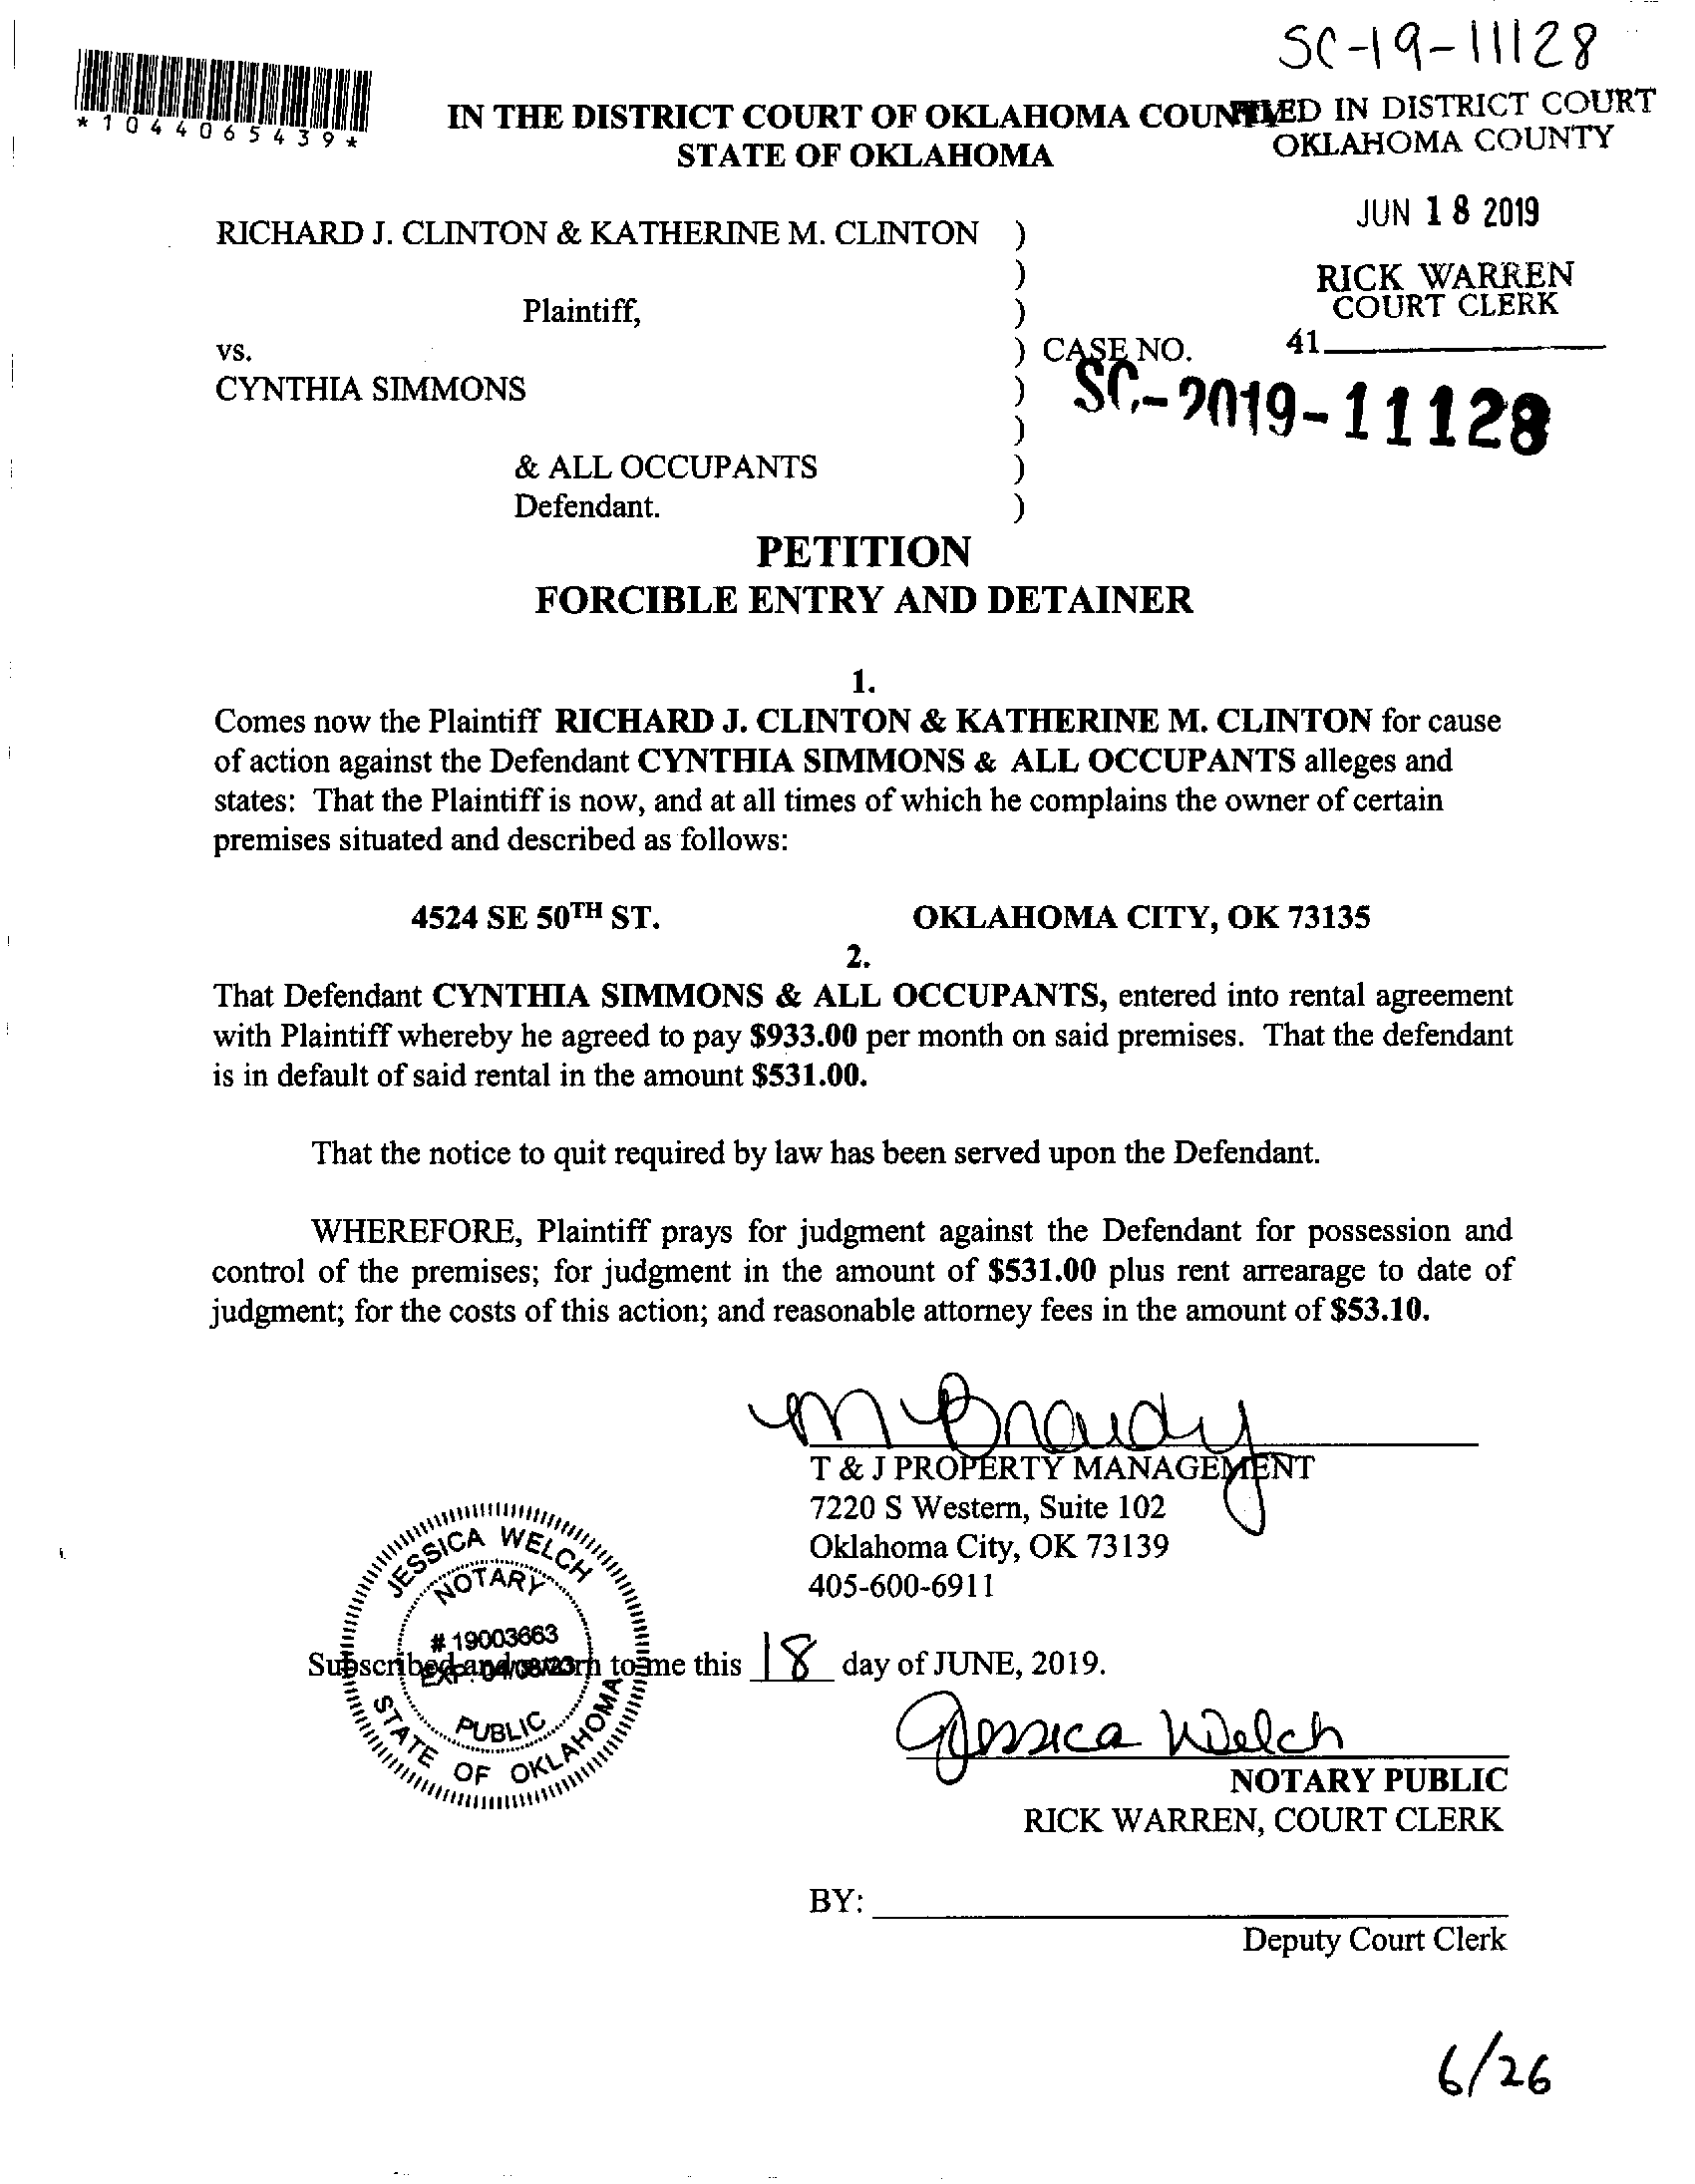 SC-19-11128
*1044065439*
IN THE DISTRICT COURT OF OKLAHOMA COUNTY
STATE OF OKLAHOMA
FILED IN DISTRICT COURT
OKLAHOMA COUNTY
JUN 18 2019
RICK WARREN
COURT CLERK
41
RICHARD J. CLINTON & KATHERINE M. CLINTON )
)
Plaintiff, )
vs. ) CASE NO.
CYNTHIA SIMMONS ) SC-2019-11128
)
& ALL OCCUPANTS )
Defendant. )
PETITION
FORCIBLE ENTRY AND DETAINER
1.
Comes now the Plaintiff RICHARD J. CLINTON & KATHERINE M. CLINTON for cause
of action against the Defendant CYNTHIA SIMMONS & ALL OCCUPANTS alleges and
states: That the Plaintiff is now, and at all times of which he complains the owner of certain
premises situated and described as follows:
4524 SE 50TH ST. OKLAHOMA CITY, OK 73135
2.
That Defendant CYNTHIA SIMMONS & ALL OCCUPANTS, entered into rental agreement
with Plaintiff whereby he agreed to pay $933.00 per month on said premises. That the defendant
is in default of said rental in the amount $531.00.
That the notice to quit required by law has been served upon the Defendant.
WHEREFORE, Plaintiff prays for judgment against the Defendant for possession and
control of the premises; for judgment in the amount of $531.00 plus rent arrearage to date of
judgment; for the costs of this action; and reasonable attorney fees in the amount of $53.10.
M Braudy
T & J PROPERTY MANAGEMENT
7220 S Western, Suite 102
Oklahoma City, OK 73139
405-600-6911
JESSICA WELCH
NOTARY
# 19003663
EXP. 04/08/23
PUBLIC
STATE OF OKLAHOMA
Subscribed and sworn to me this 18 day of JUNE, 2019.
Jessica Welch
NOTARY PUBLIC
RICK WARREN, COURT CLERK
BY:
Deputy Court Clerk
6/26